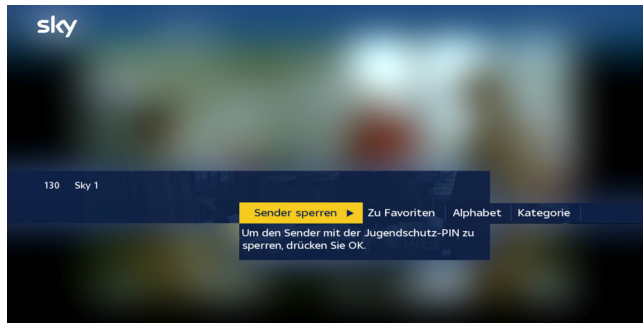 sky
130 Sky 1
Sender sperren ▶ Zu Favoriten Alphabet Kategorie
Um den Sender mit der Jugendschutz-PIN zu
sperren, drücken Sie OK.